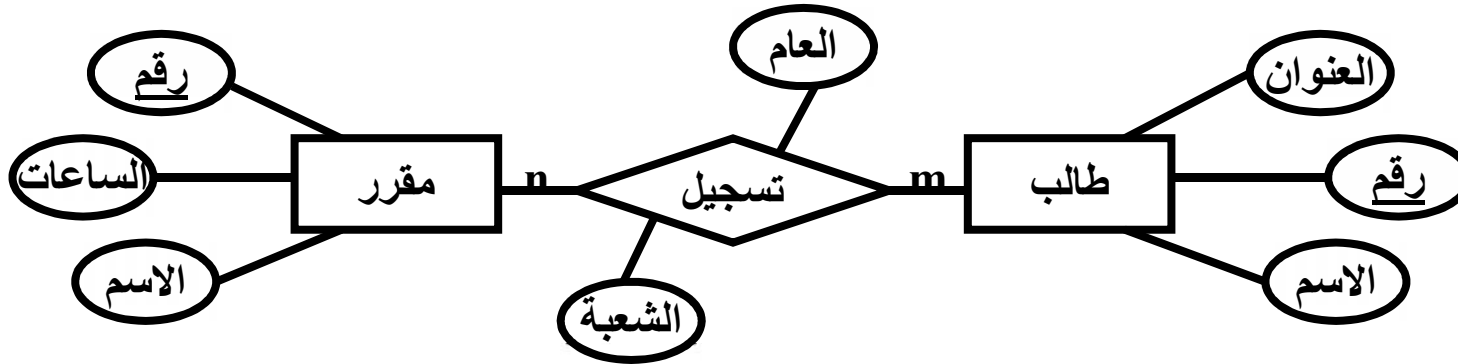 العام
العنوان
رقم
طالب
m
تسجيل
n
مقرر
رقم
الساعات
الاسم
الاسم
الشعبة